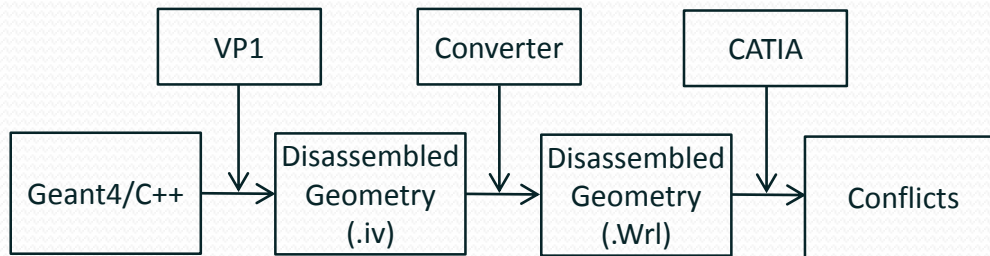 VP1
Converter
CATIA
Geant4/C++
Disassembled
Geometry
(.iv)
Disassembled
Geometry
(.Wrl)
Conflicts